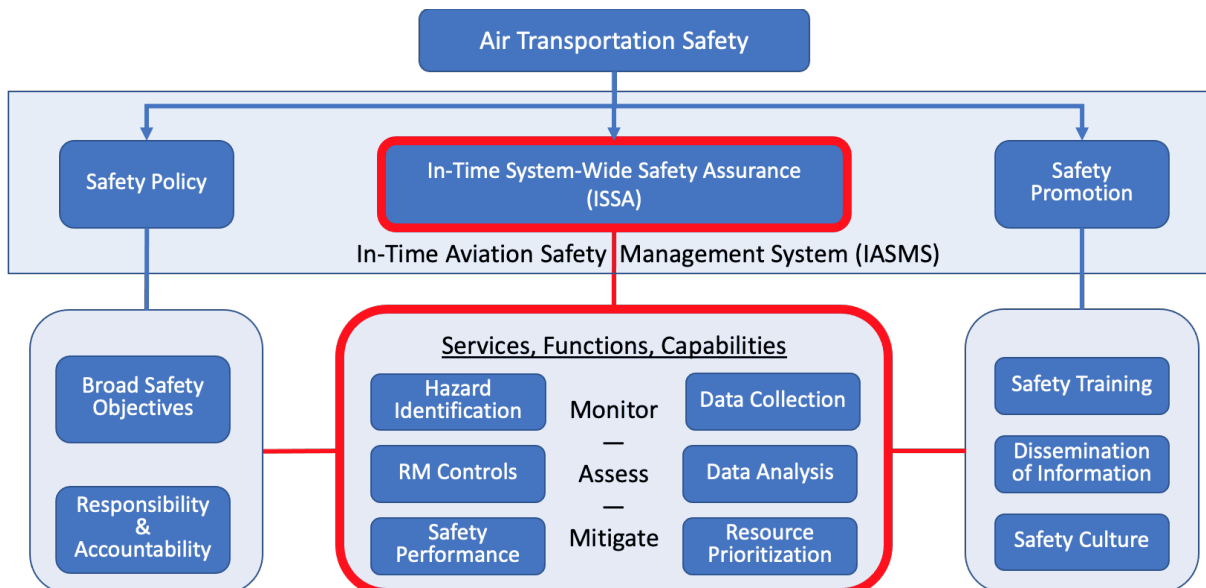 Air Transportation Safety
Safety Policy
In-Time System-Wide Safety Assurance
(ISSA)
Safety
Promotion
In-Time Aviation Safety Management System (IASMS)
Broad Safety
Objectives
Responsibility
&
Accountability
Services, Functions, Capabilities
Hazard
Identification
Monitor
Data Collection
—
RM Controls
Assess
Data Analysis
—
Safety
Performance
Mitigate
Resource
Prioritization
Safety Training
Dissemination
of Information
Safety Culture